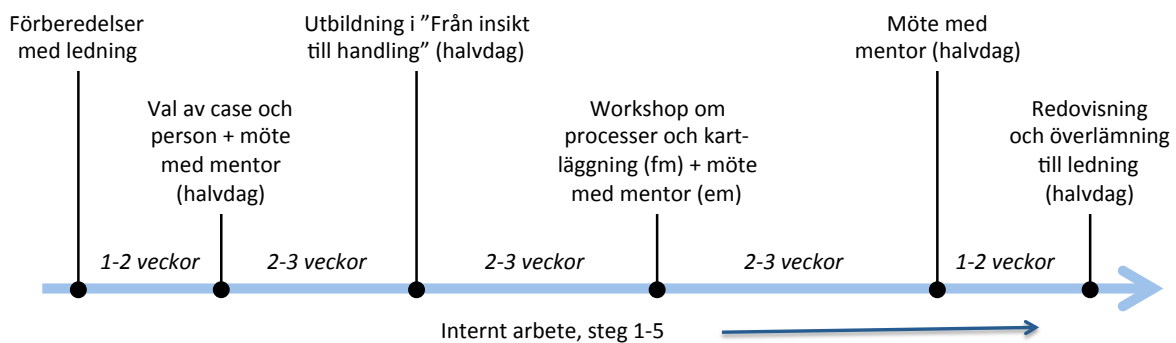 Förberedelser
med ledning
Val av case och
person + möte
med mentor
(halvdag)
Utbildning i ”Från insikt
till handling” (halvdag)
Workshop om
processer och kart-
läggning (fm) + möte
med mentor (em)
Möte med
mentor (halvdag)
Redovisning
och överlämning
till ledning
(halvdag)
1-2 veckor
2-3 veckor
2-3 veckor
2-3 veckor
1-2 veckor
Internt arbete, steg 1-5